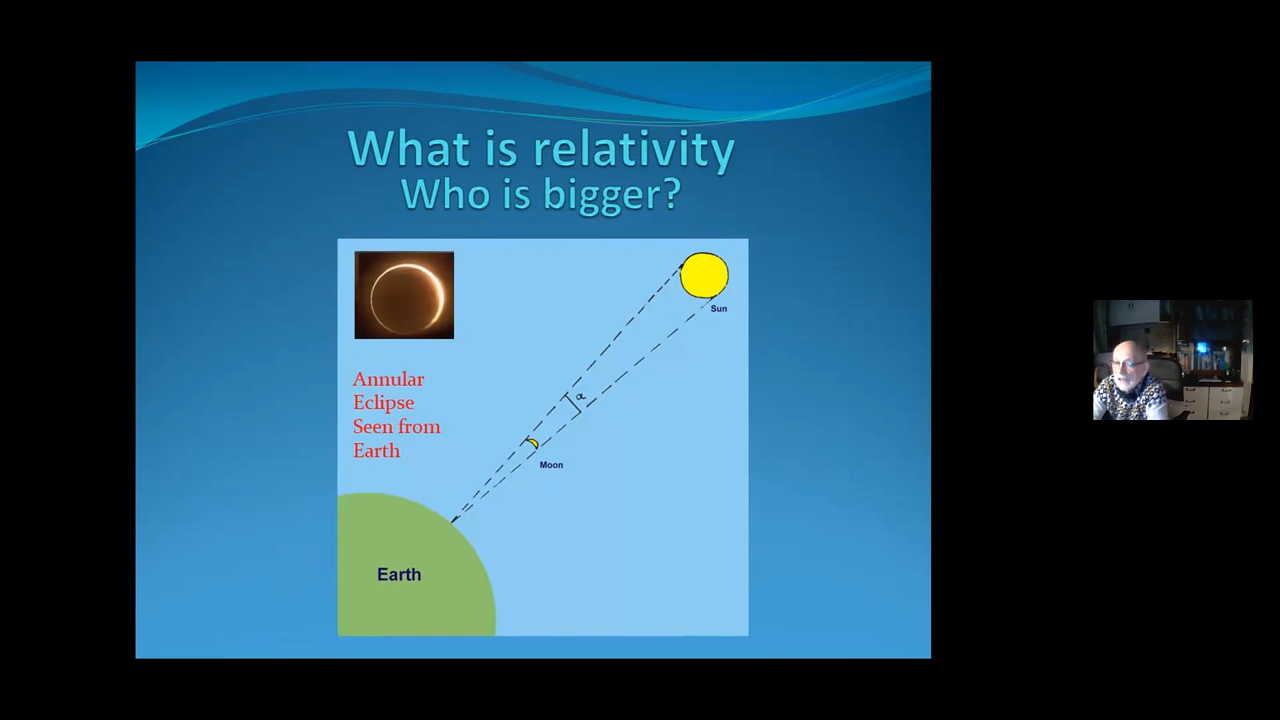 What is relativity
Who is bigger?
Sun
Annular
Eclipse
Seen from
Earth
α
Moon
Earth